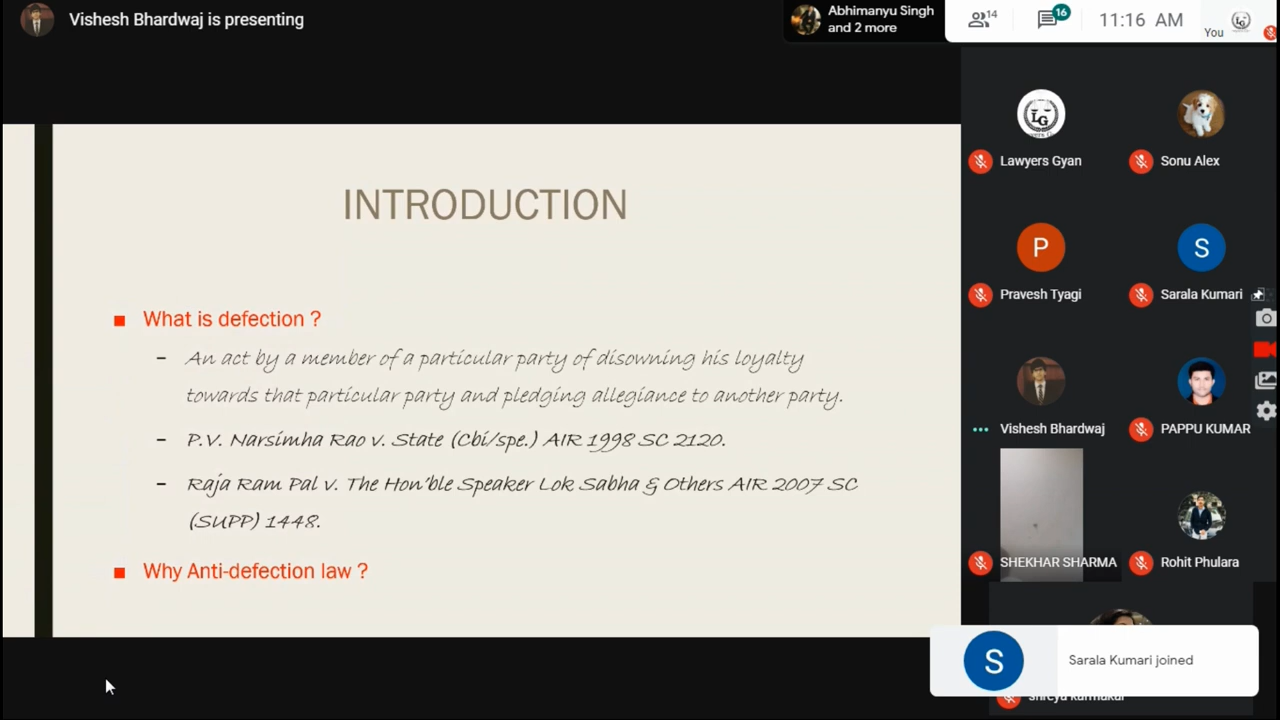 Vishesh Bhardwaj is presenting
Abhimanyu Singh
and 2 more
14
16
11:16 AM
You
INTRODUCTION
What is defection ?
– An act by a member of a particular party of disowning his loyalty
towards that particular party and pledging allegiance to another party.
– P.V. Narsimha Rao v. State (Cbi/spe.) AIR 1998 SC 2120.
– Raja Ram Pal v. The Hon'ble Speaker Lok Sabha & Others AIR 2007 SC
(SUPP) 1448.
Why Anti-defection law ?
LG
Lawyers Gyan
Sonu Alex
P
Pravesh Tyagi
S
Sarala Kumari
Vishesh Bhardwaj
PAPPU KUMAR
SHEKHAR SHARMA
Rohit Phulara
S
Sarala Kumari joined